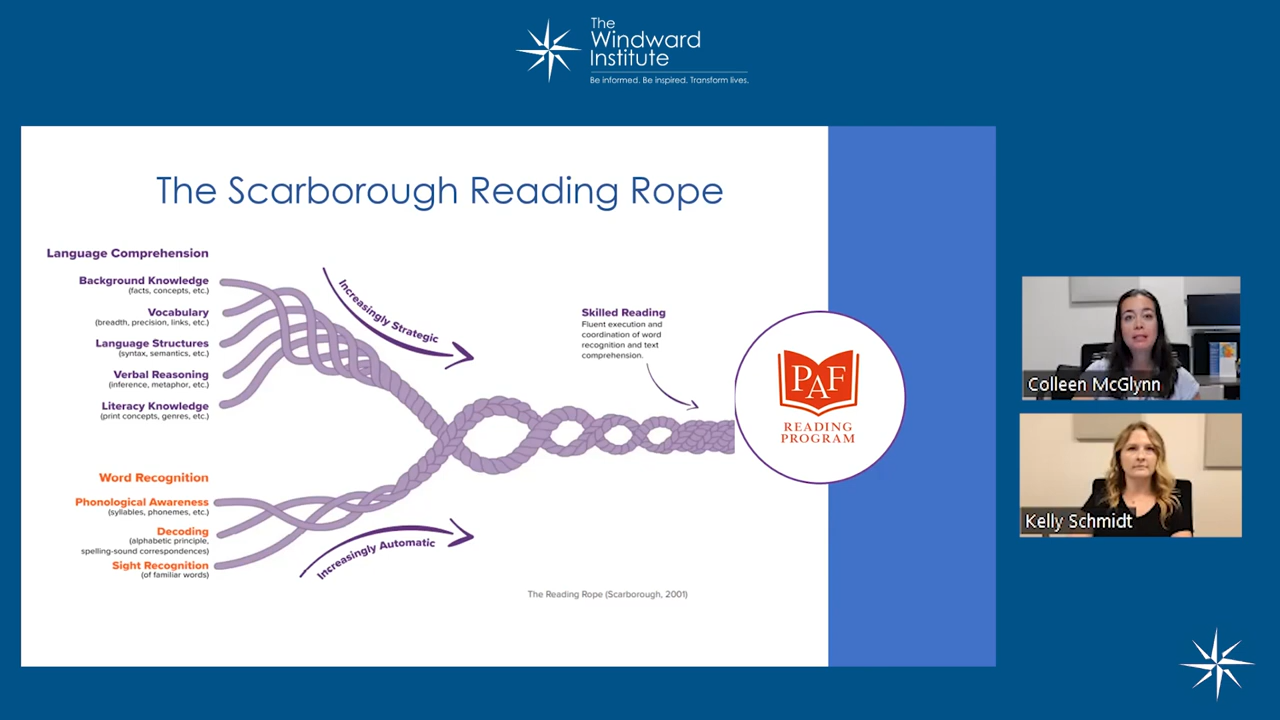 The
Windward
Institute
Be informed. Be inspired. Transform lives.
The Scarborough Reading Rope
Language Comprehension
Background Knowledge
(facts, concepts, etc.)
Vocabulary
(breadth, precision, links, etc.)
Language Structures
(syntax, semantics, etc.)
Verbal Reasoning
(inference, metaphor, etc.)
Literacy Knowledge
(print concepts, genres, etc.)
Increasingly Strategic
Skilled Reading
Fluent execution and
coordination of word
recognition and text
comprehension.
PAF
READING
PROGRAM
Word Recognition
Phonological Awareness
(syllables, phonemes, etc.)
Decoding
(alphabetic principle,
spelling-sound correspondences)
Sight Recognition
(of familiar words)
Increasingly Automatic
The Reading Rope (Scarborough, 2001)
Colleen McGlynn
Kelly Schmidt